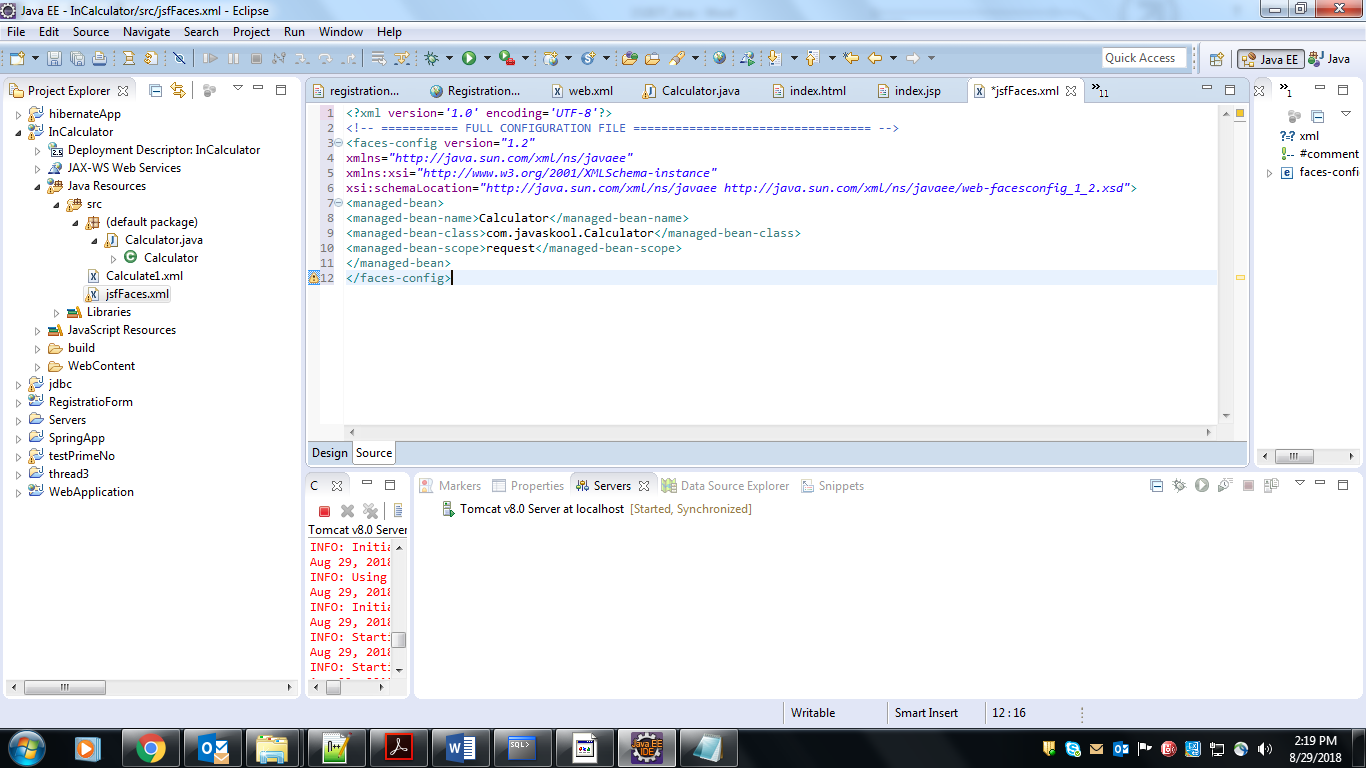 Java EE - InCalculator/src/jsfFaces.xml - Eclipse
File Edit Source Navigate Search Project Run Window Help
Quick Access
Java EE
Java
Project Explorer
hibernateApp
InCalculator
Deployment Descriptor: InCalculator
JAX-WS Web Services
Java Resources
src
(default package)
Calculator.java
Calculator
Calculate1.xml
jsfFaces.xml
Libraries
JavaScript Resources
build
WebContent
jdbc
RegistratioForm
Servers
SpringApp
testPrimeNo
thread3
WebApplication
registration... Registration... web.xml Calculator.java index.html index.jsp *jsfFaces.xml »11
1 <?xml version='1.0' encoding='UTF-8'?>
2 <!-- =========== FULL CONFIGURATION FILE ================================== -->
3 <faces-config version="1.2"
4 xmlns="http://java.sun.com/xml/ns/javaee"
5 xmlns:xsi="http://www.w3.org/2001/XMLSchema-instance"
6 xsi:schemaLocation="http://java.sun.com/xml/ns/javaee http://java.sun.com/xml/ns/javaee/web-facesconfig_1_2.xsd">
7 <managed-bean>
8 <managed-bean-name>Calculator</managed-bean-name>
9 <managed-bean-class>com.javaskool.Calculator</managed-bean-class>
10 <managed-bean-scope>request</managed-bean-scope>
11 </managed-bean>
12 </faces-config>
Design Source
»1
?=? xml
#comment
faces-confi
C
Tomcat v8.0 Server
INFO: Initia
Aug 29, 2018
INFO: Using
Aug 29, 2018
INFO: Initia
Aug 29, 2018
INFO: Starti
Aug 29, 2018
INFO: Starti
Markers Properties Servers Data Source Explorer Snippets
Tomcat v8.0 Server at localhost [Started, Synchronized]
Writable Smart Insert 12 : 16
SQL>
Java EE
IDE
2:19 PM
8/29/2018